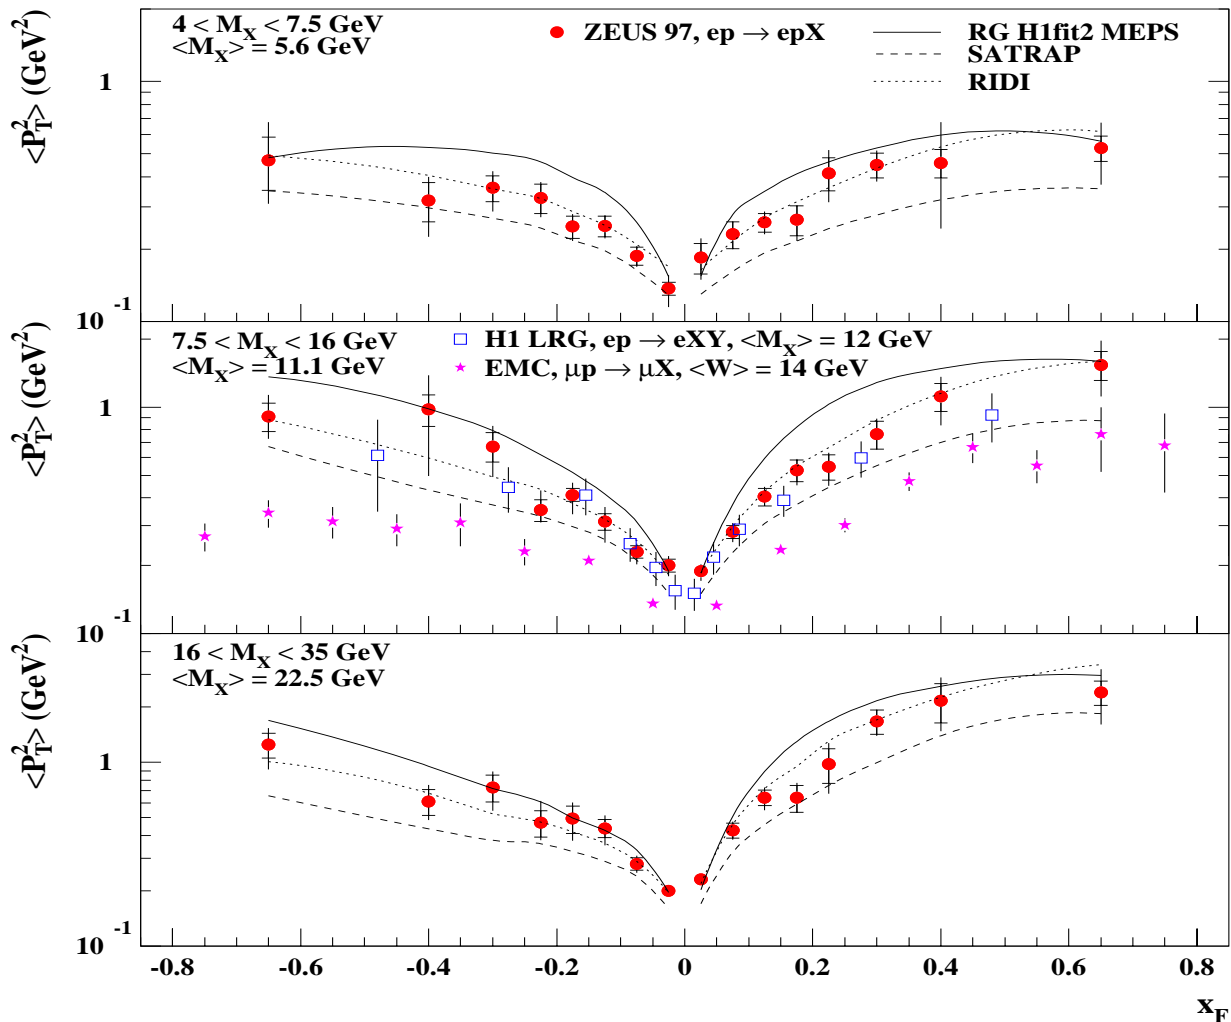 4 < M_X < 7.5 GeV
<M_X> = 5.6 GeV
ZEUS 97, ep → epX
RG H1fit2 MEPS
SATRAP
RIDI
<P_T^2> (GeV^2)
1
10^-1
7.5 < M_X < 16 GeV
<M_X> = 11.1 GeV
H1 LRG, ep → eXY, <M_X> = 12 GeV
EMC, μp → μX, <W> = 14 GeV
<P_T^2> (GeV^2)
1
10^-1
16 < M_X < 35 GeV
<M_X> = 22.5 GeV
<P_T^2> (GeV^2)
1
10^-1
-0.8 -0.6 -0.4 -0.2 0 0.2 0.4 0.6 0.8
x_F